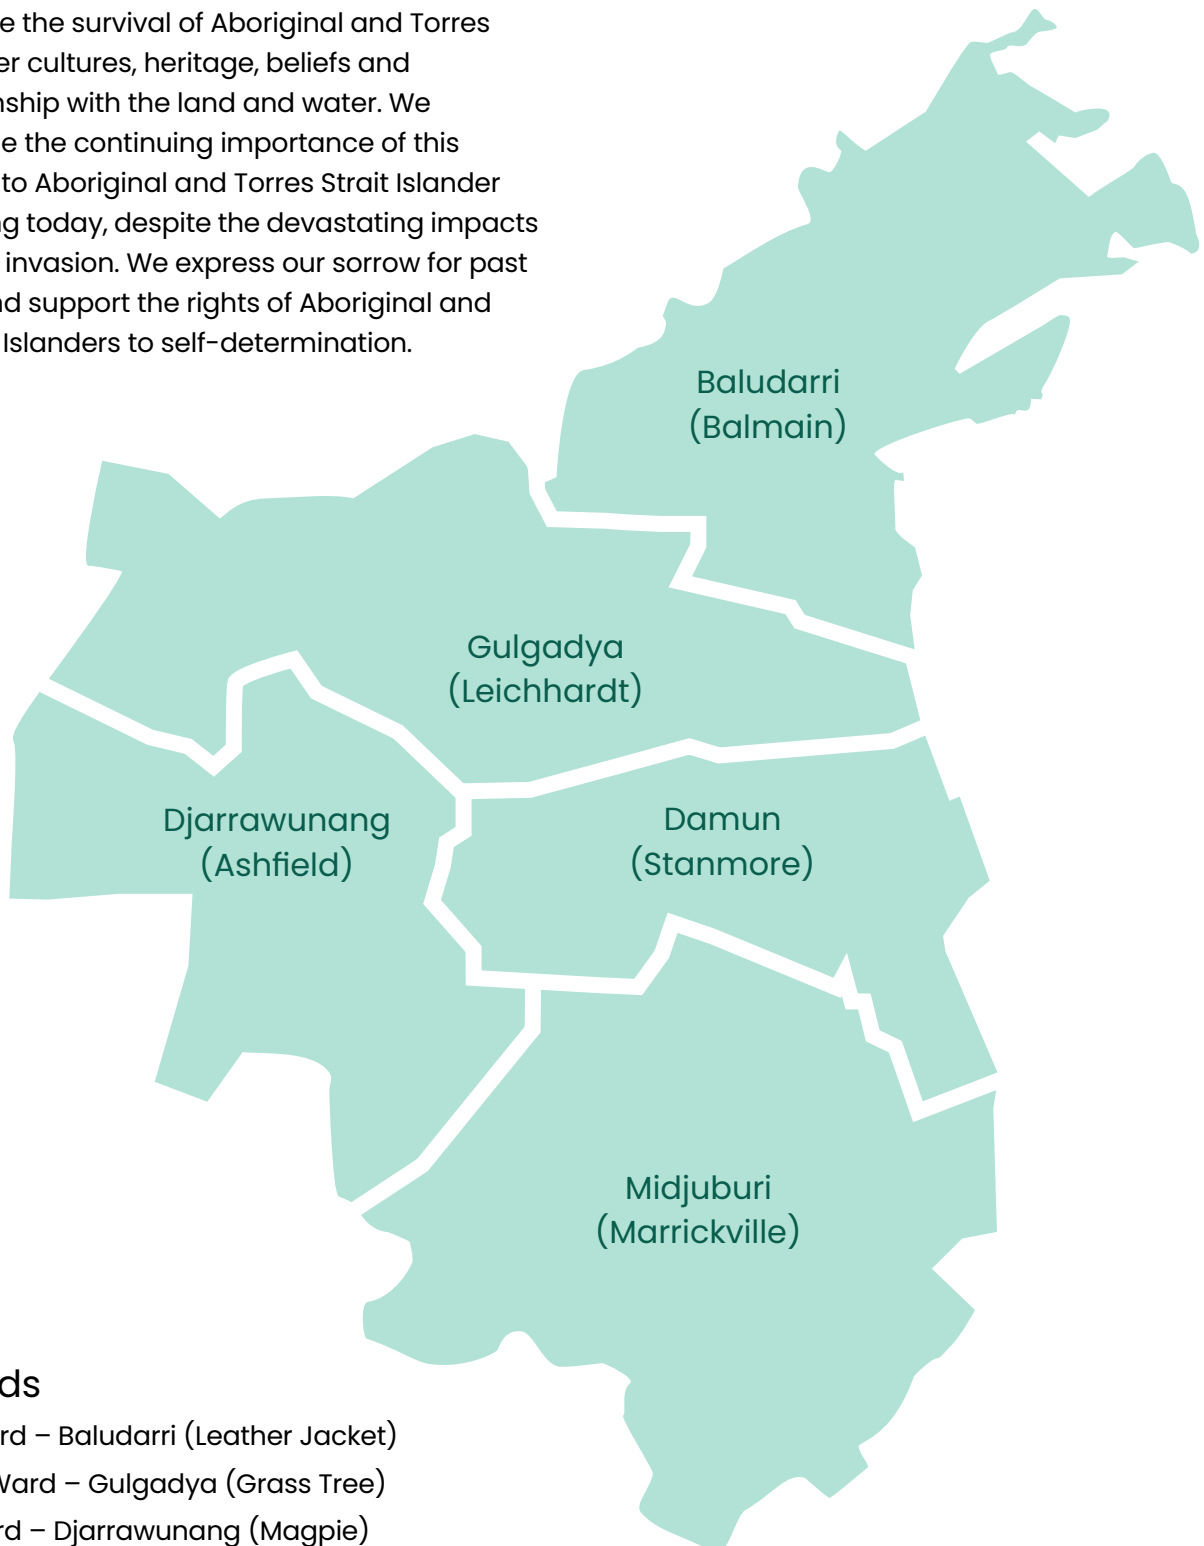 e the survival of Aboriginal and Torres
er cultures, heritage, beliefs and
nship with the land and water. We
e the continuing importance of this
to Aboriginal and Torres Strait Islander
g today, despite the devastating impacts
invasion. We express our sorrow for past
nd support the rights of Aboriginal and
Islanders to self-determination.
Baludarri
(Balmain)
Gulgadya
(Leichhardt)
Djarrawunang
(Ashfield)
Damun
(Stanmore)
Midjuburi
(Marrickville)
ds
rd – Baludarri (Leather Jacket)
Ward – Gulgadya (Grass Tree)
rd – Djarrawunang (Magpie)